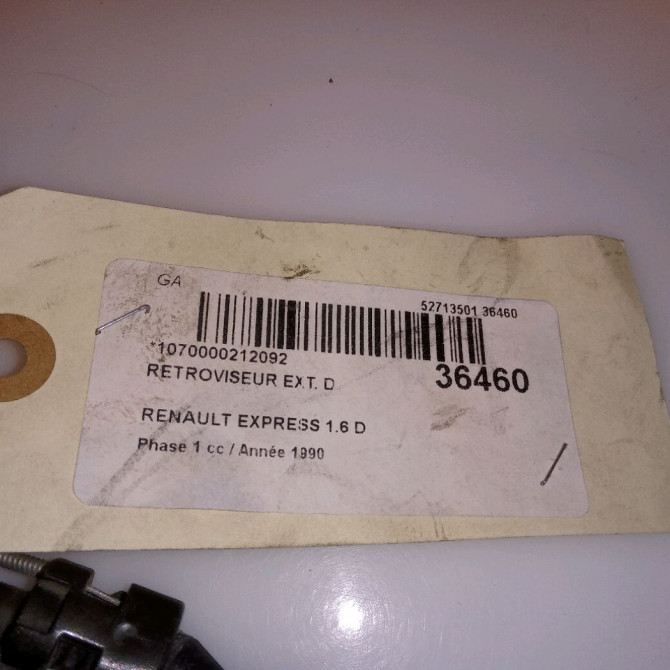 GA
52713501 36460
*1070000212092
36460
RETROVISEUR EXT. D
RENAULT EXPRESS 1.6 D
Phase 1 cc / Année 1990